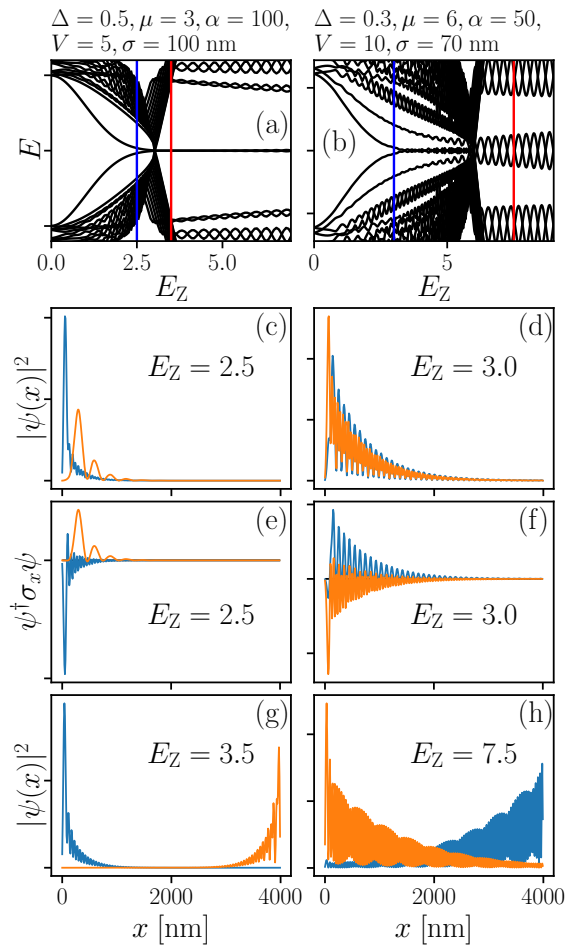 Δ = 0.5, μ = 3, α = 100,
V = 5, σ = 100 nm
Δ = 0.3, μ = 6, α = 50,
V = 10, σ = 70 nm
E
(a)
(b)
0.0
2.5
5.0
0
5
E_Z
E_Z
(c)
(d)
|ψ(x)|²
E_Z = 2.5
E_Z = 3.0
(e)
(f)
ψ†σₓψ
E_Z = 2.5
E_Z = 3.0
(g)
(h)
|ψ(x)|²
E_Z = 3.5
E_Z = 7.5
0
2000
4000
0
2000
4000
x [nm]
x [nm]